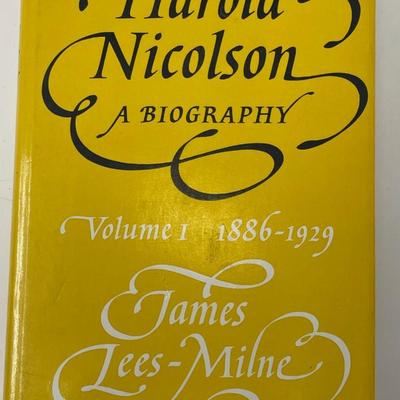 Harold
Nicolson
A BIOGRAPHY
Volume I 1886-1929
James
Lees-Milne